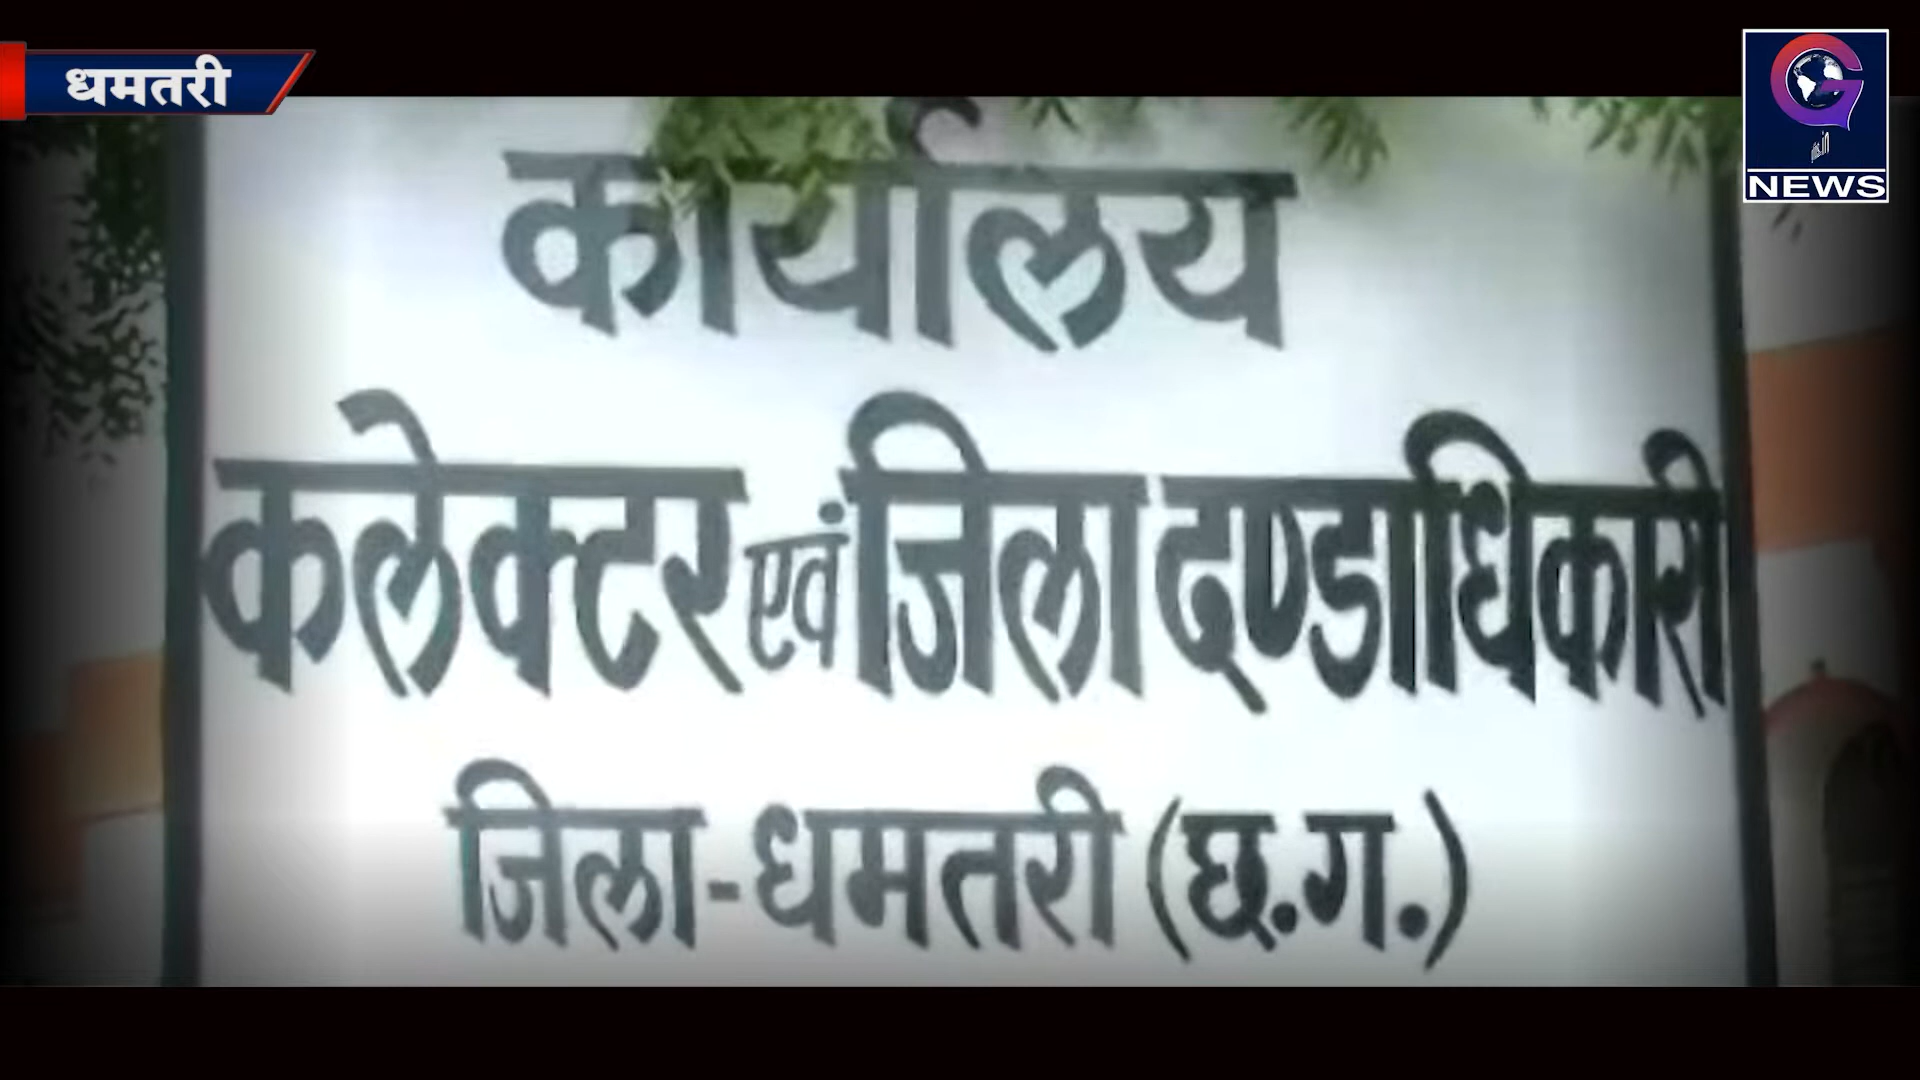 धमतरी
NEWS
कार्यालय
कलेक्टर एवं जिला दण्डाधिकारी
जिला-धमतरी (छ.ग.)